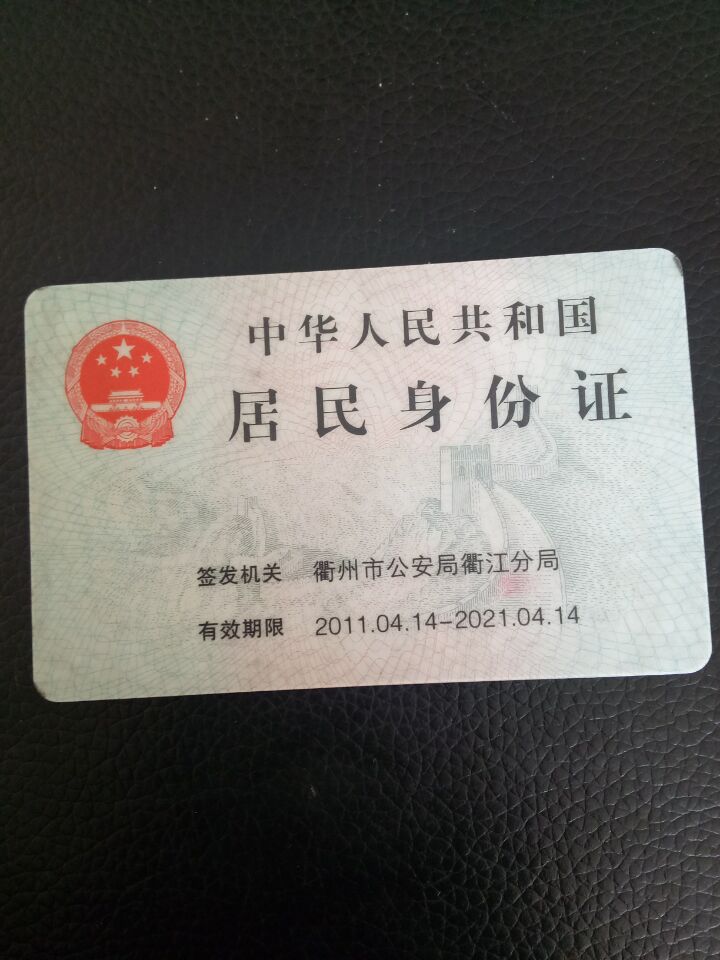 中华人民共和国
居民身份证
签发机关 衢州市公安局衢江分局
有效期限 2011.04.14-2021.04.14